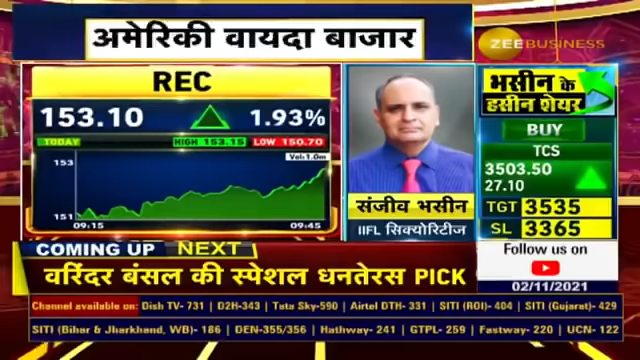 अमेरिकी वायदा बाजार
ZEE BUSINESS
REC
153.10 1.93%
TODAY HIGH 153.15 LOW 150.70
Vol:1.0m
153
151
09:15 09:45
संजीव भसीन
IIFL सिक्योरिटीज
भसीन के
हसीन शेयर
BUY
TCS
3503.50
27.10
TGT 3535
SL 3365
COMING UP NEXT
वरिंदर बंसल की स्पेशल धनतेरस PICK
Follow us on
02/11/2021
Channel available on: Dish TV- 731 | D2H-343 | Tata Sky-590 | Airtel DTH- 331 | SITI (ROI)- 404 | SITI (Gujarat)- 429
SITI (Bihar & Jharkhand, WB)- 186 | DEN-355/356 | Hathway- 241 | GTPL- 259 | Fastway- 220 | UCN- 122